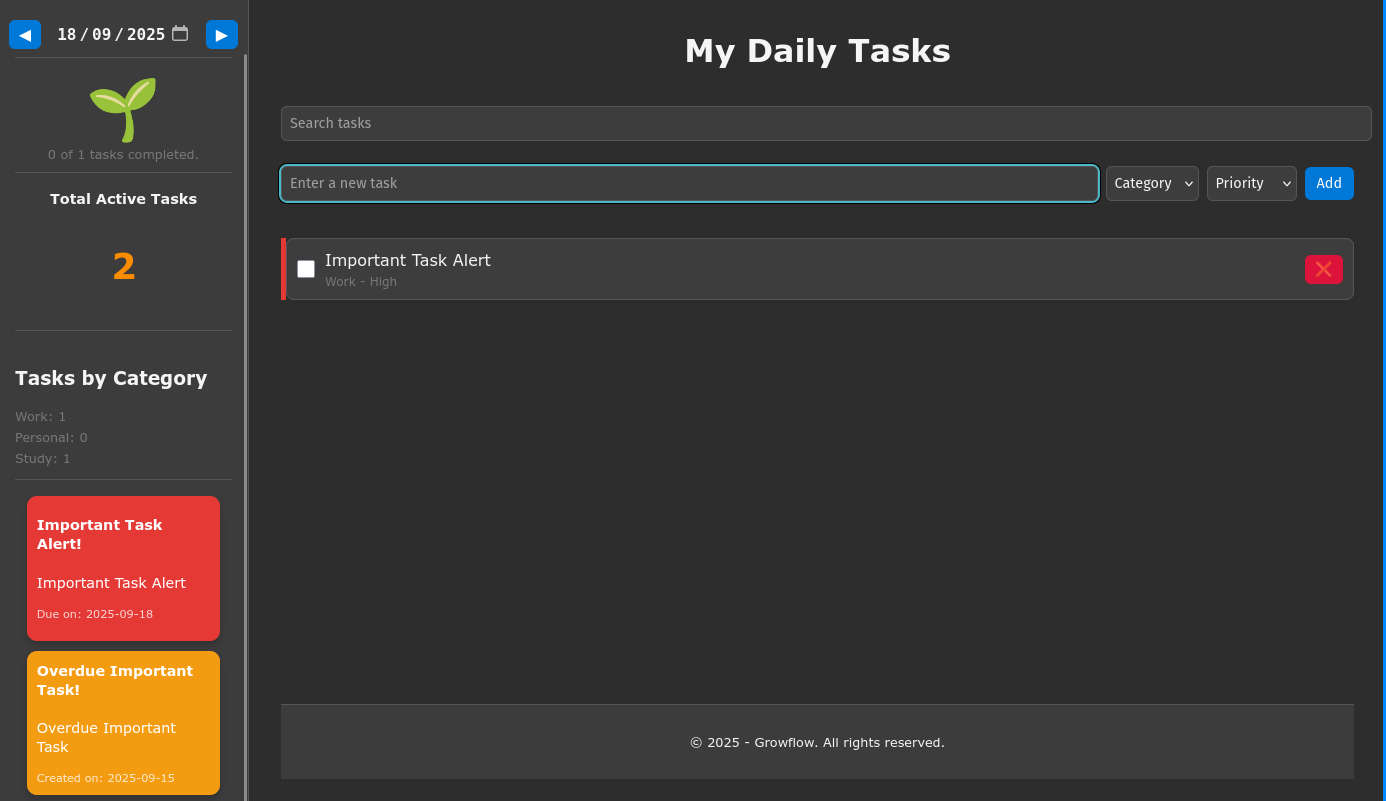 ◀ 18/09/2025 ▶
0 of 1 tasks completed.
Total Active Tasks
2
Tasks by Category
Work: 1
Personal: 0
Study: 1
Important Task
Alert!
Important Task Alert
Due on: 2025-09-18
Overdue Important
Task!
Overdue Important
Task
Created on: 2025-09-15
My Daily Tasks
Search tasks
Enter a new task Category Priority Add
Important Task Alert
Work - High
© 2025 - Growflow. All rights reserved.